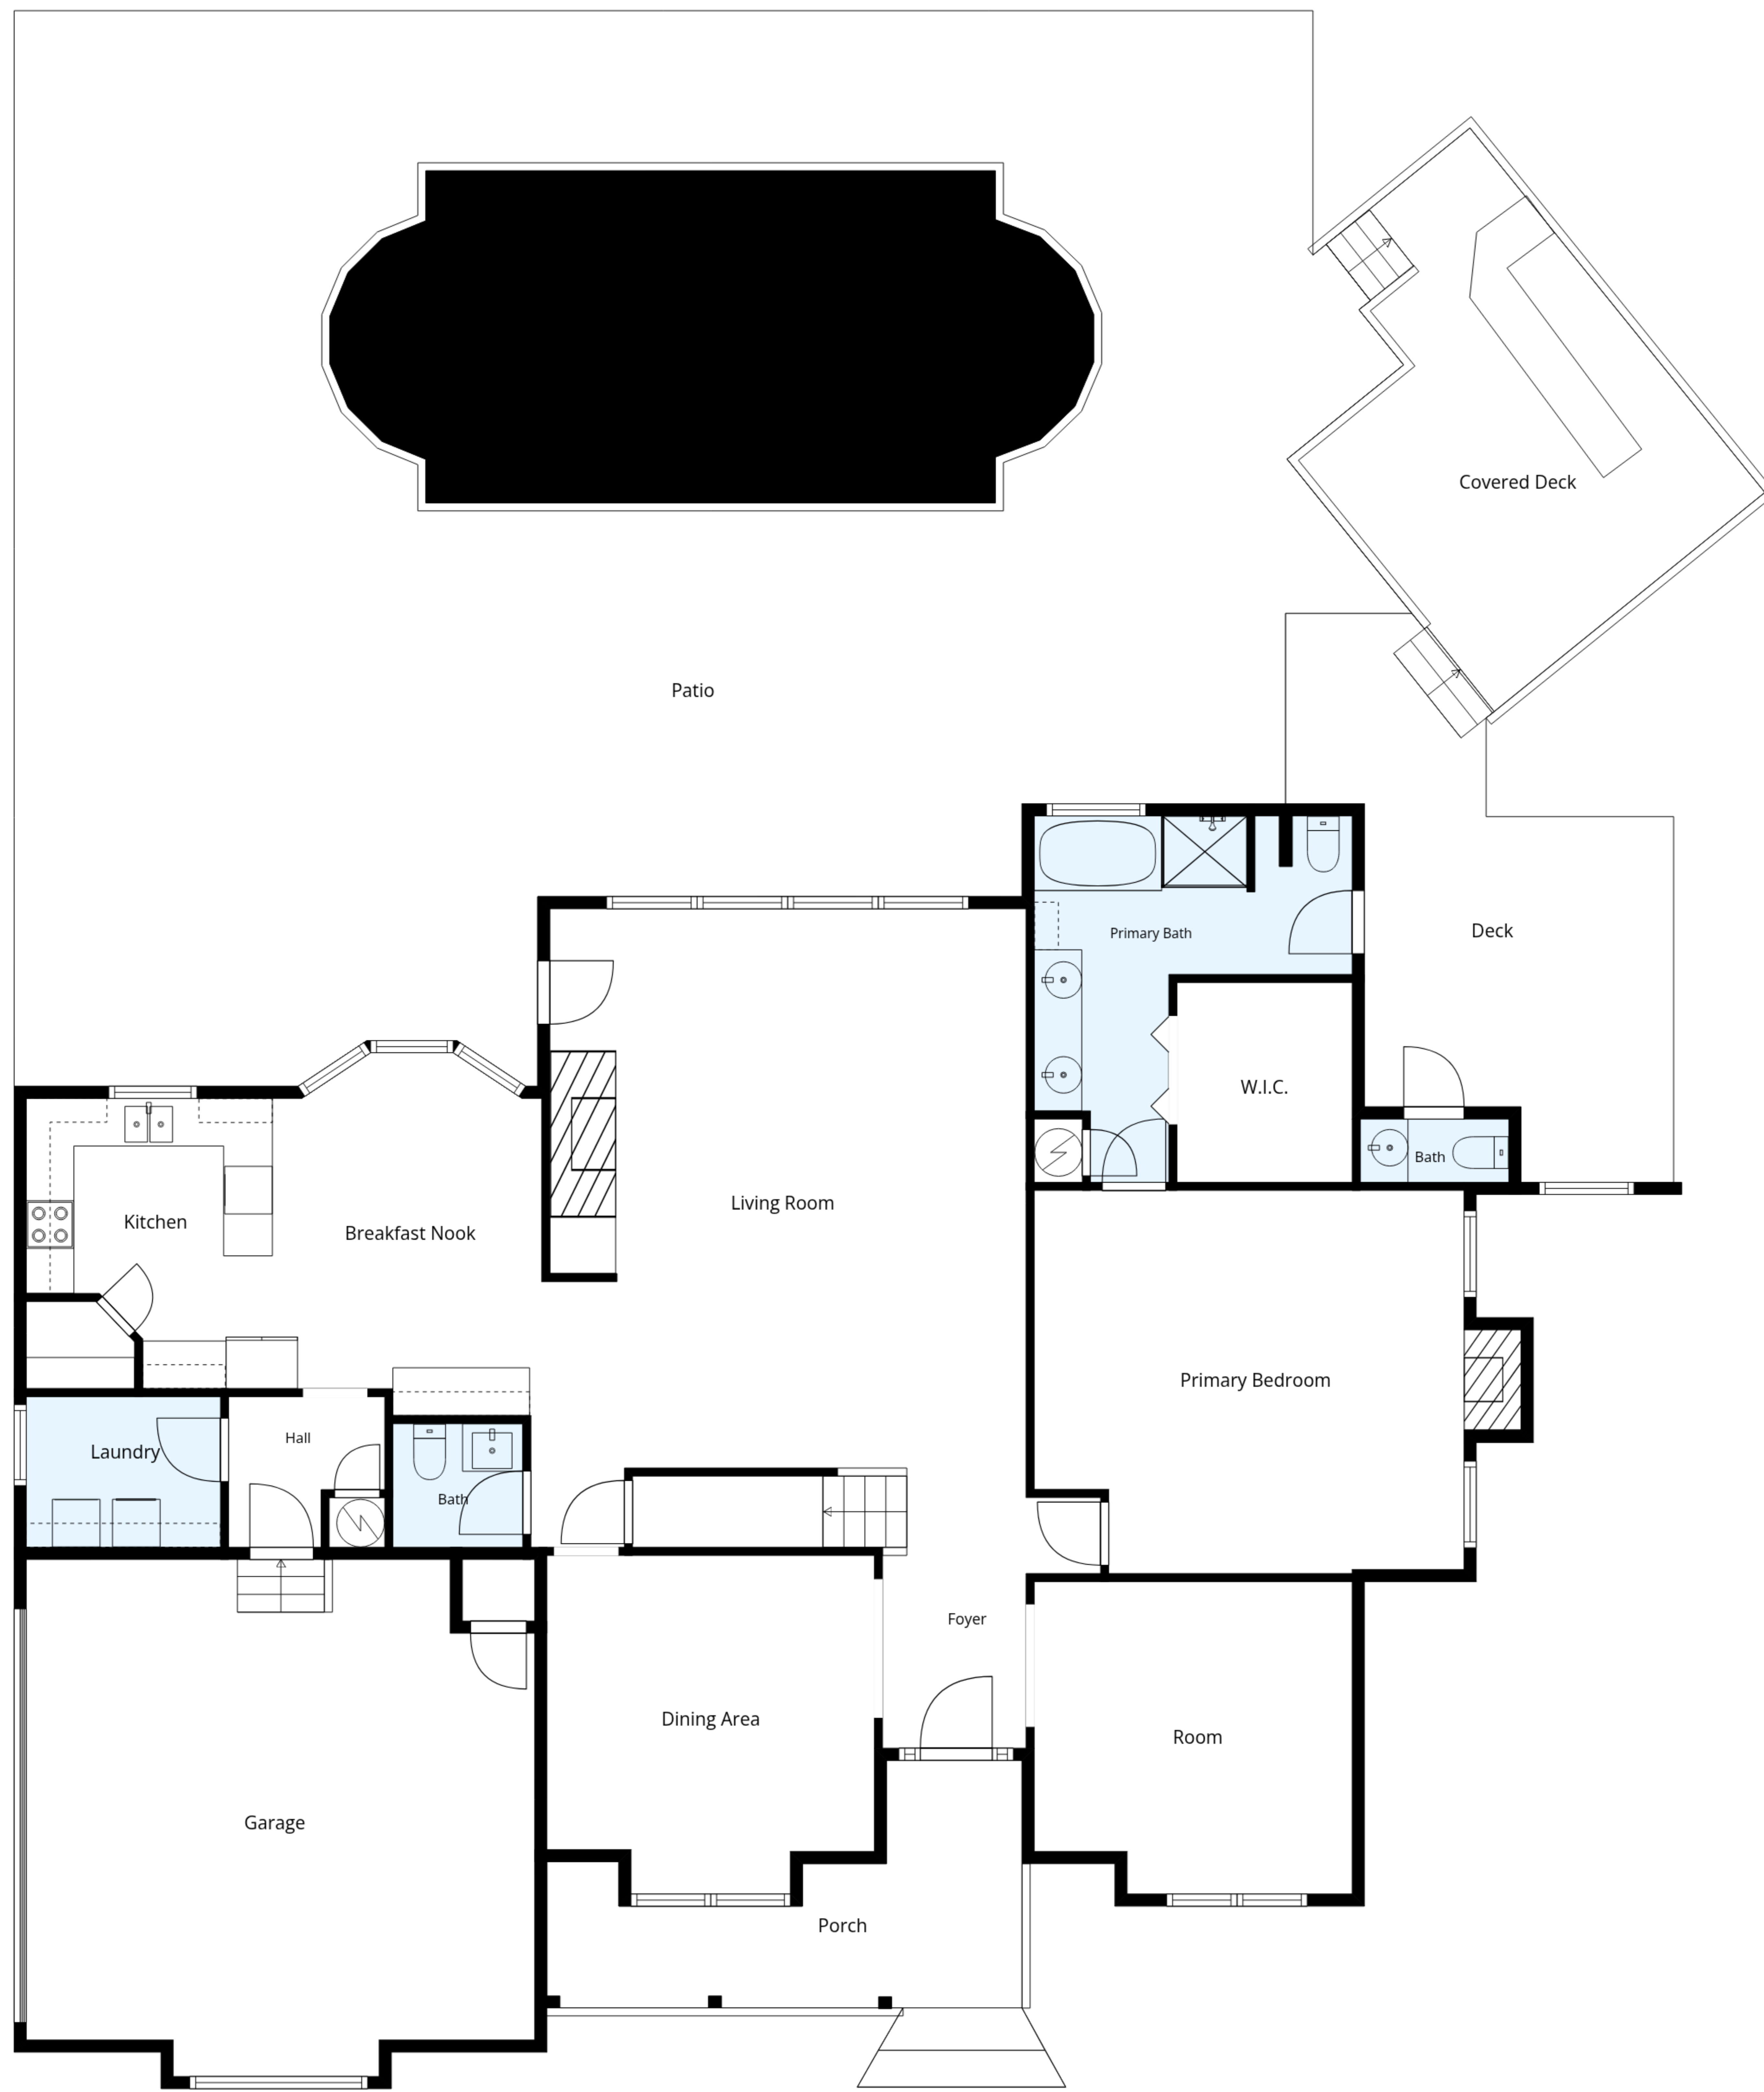 Covered Deck
Patio
Primary Bath
Deck
W.I.C.
Bath
Living Room
Kitchen
Breakfast Nook
Primary Bedroom
Hall
Laundry
Bath
Foyer
Dining Area
Room
Garage
Porch